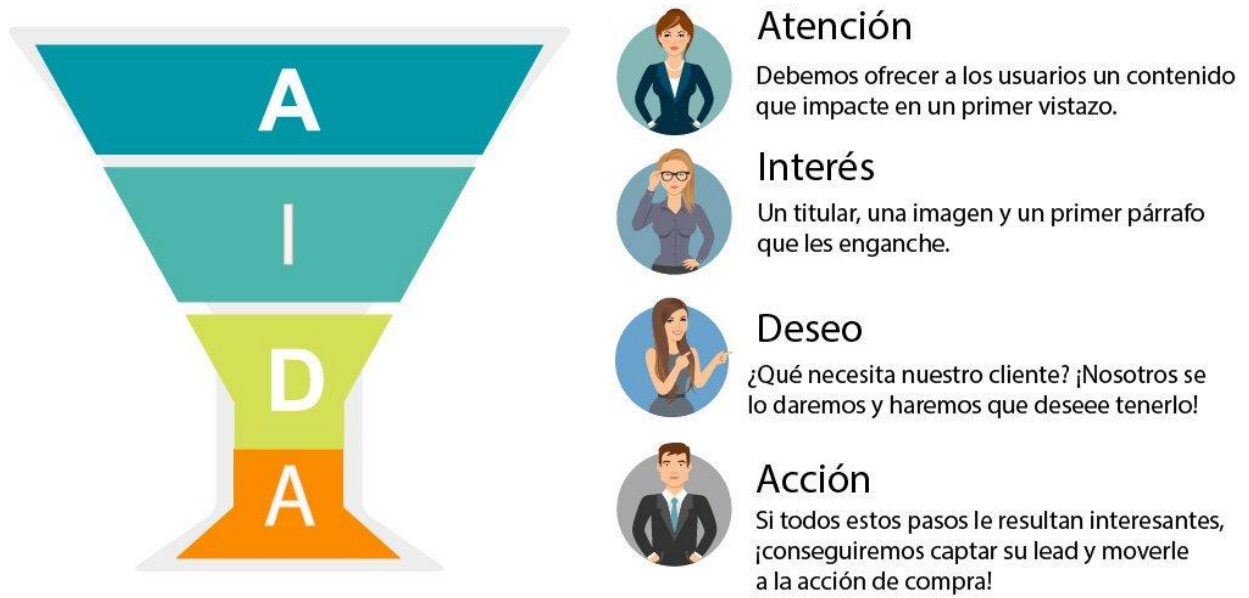 A
I
D
A
Atención
Debemos ofrecer a los usuarios un contenido
que impacte en un primer vistazo.
Interés
Un titular, una imagen y un primer párrafo
que les enganche.
Deseo
¿Qué necesita nuestro cliente? ¡Nosotros se
lo daremos y haremos que deseee tenerlo!
Acción
Si todos estos pasos le resultan interesantes,
¡conseguiremos captar su lead y moverle
a la acción de compra!